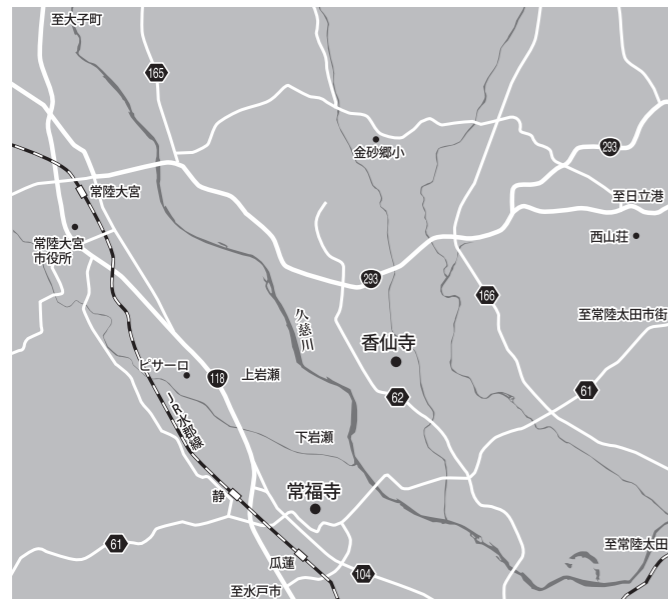 至大子町
165
金砂郷小
293
常陸大宮
至日立港
常陸大宮
市役所
西山荘
293
166
久慈川
至常陸太田市街
香仙寺
ピサーロ
118
上岩瀬
62
61
JR水郡線
下岩瀬
静
常福寺
61
至常陸太田
瓜蓮
104
至水戸市